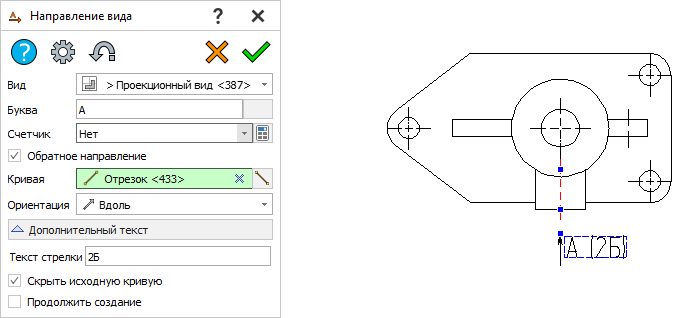 Направление вида
Вид > Проекционный вид <387>
Буква А
Счетчик Нет
Обратное направление
Кривая Отрезок <433>
Ориентация Вдоль
Дополнительный текст
Текст стрелки 2Б
Скрыть исходную кривую
Продолжить создание
А (2Б)